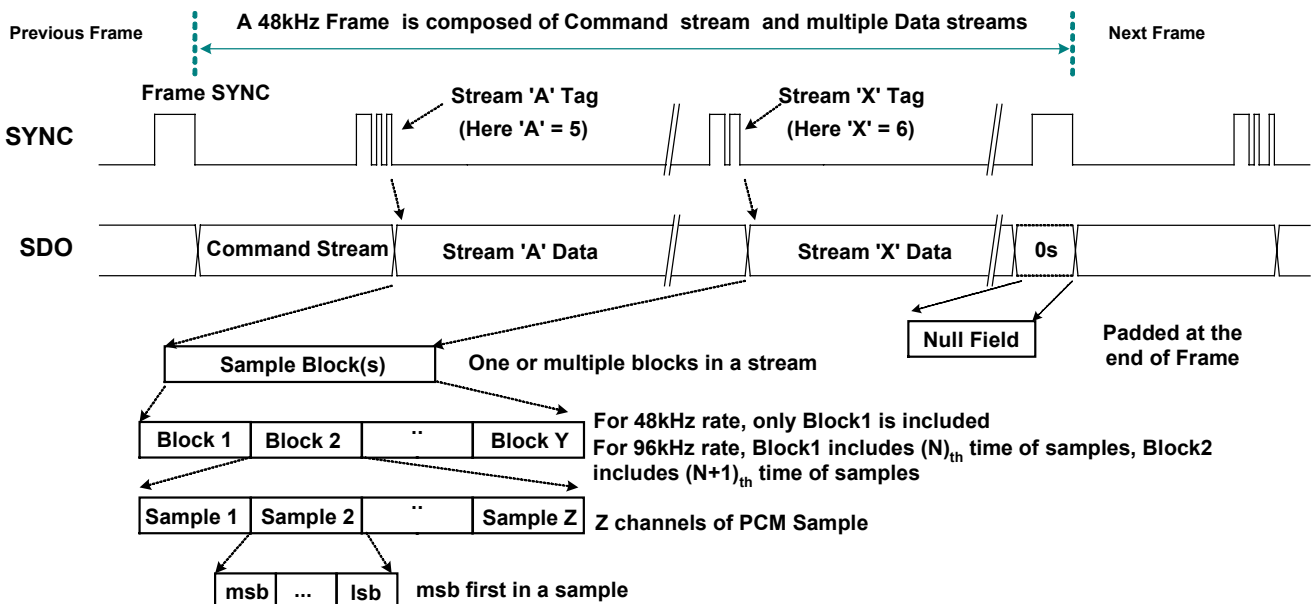 A 48kHz Frame is composed of Command stream and multiple Data streams
Previous Frame
Next Frame
Frame SYNC
Stream 'A' Tag
(Here 'A' = 5)
Stream 'X' Tag
(Here 'X' = 6)
SYNC
SDO
Command Stream
Stream 'A' Data
Stream 'X' Data
0s
Null Field
Padded at the
end of Frame
Sample Block(s)
One or multiple blocks in a stream
Block 1
Block 2
..
Block Y
For 48kHz rate, only Block1 is included
For 96kHz rate, Block1 includes (N)th time of samples, Block2
includes (N+1)th time of samples
Sample 1
Sample 2
..
Sample Z
Z channels of PCM Sample
msb
...
lsb
msb first in a sample